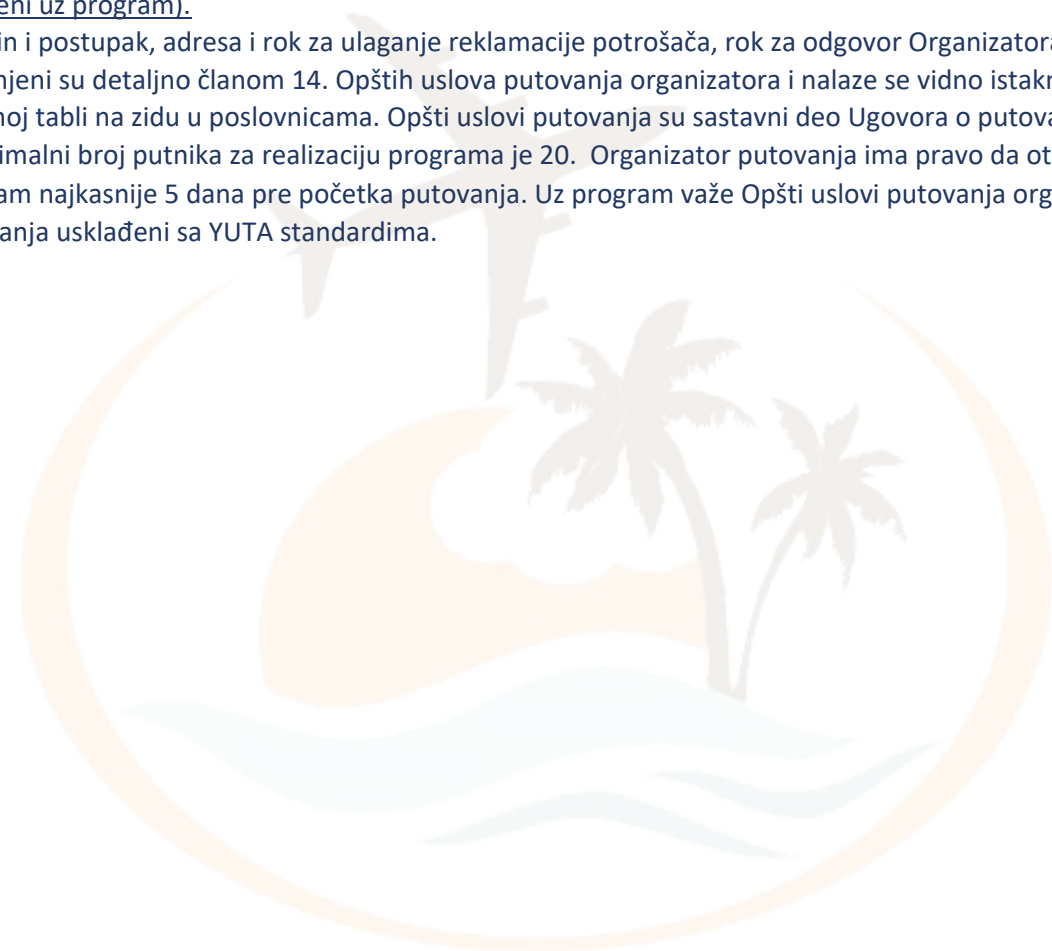 eni uz program).
in i postupak, adresa i rok za ulaganje reklamacije potrošača, rok za odgovor Organizatora
njeni su detaljno članom 14. Opštih uslova putovanja organizatora i nalaze se vidno istakn
noj tabli na zidu u poslovnicama. Opšti uslovi putovanja su sastavni deo Ugovora o putova
imalni broj putnika za realizaciju programa je 20. Organizator putovanja ima pravo da ot
am najkasnije 5 dana pre početka putovanja. Uz program važe Opšti uslovi putovanja org
anja usklađeni sa YUTA standardima.